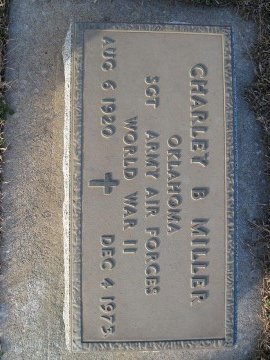 CHARLEY B MILLER
OKLAHOMA
SGT ARMY AIR FORCES
WORLD WAR II
AUG 6 1920 DEC 4 1973